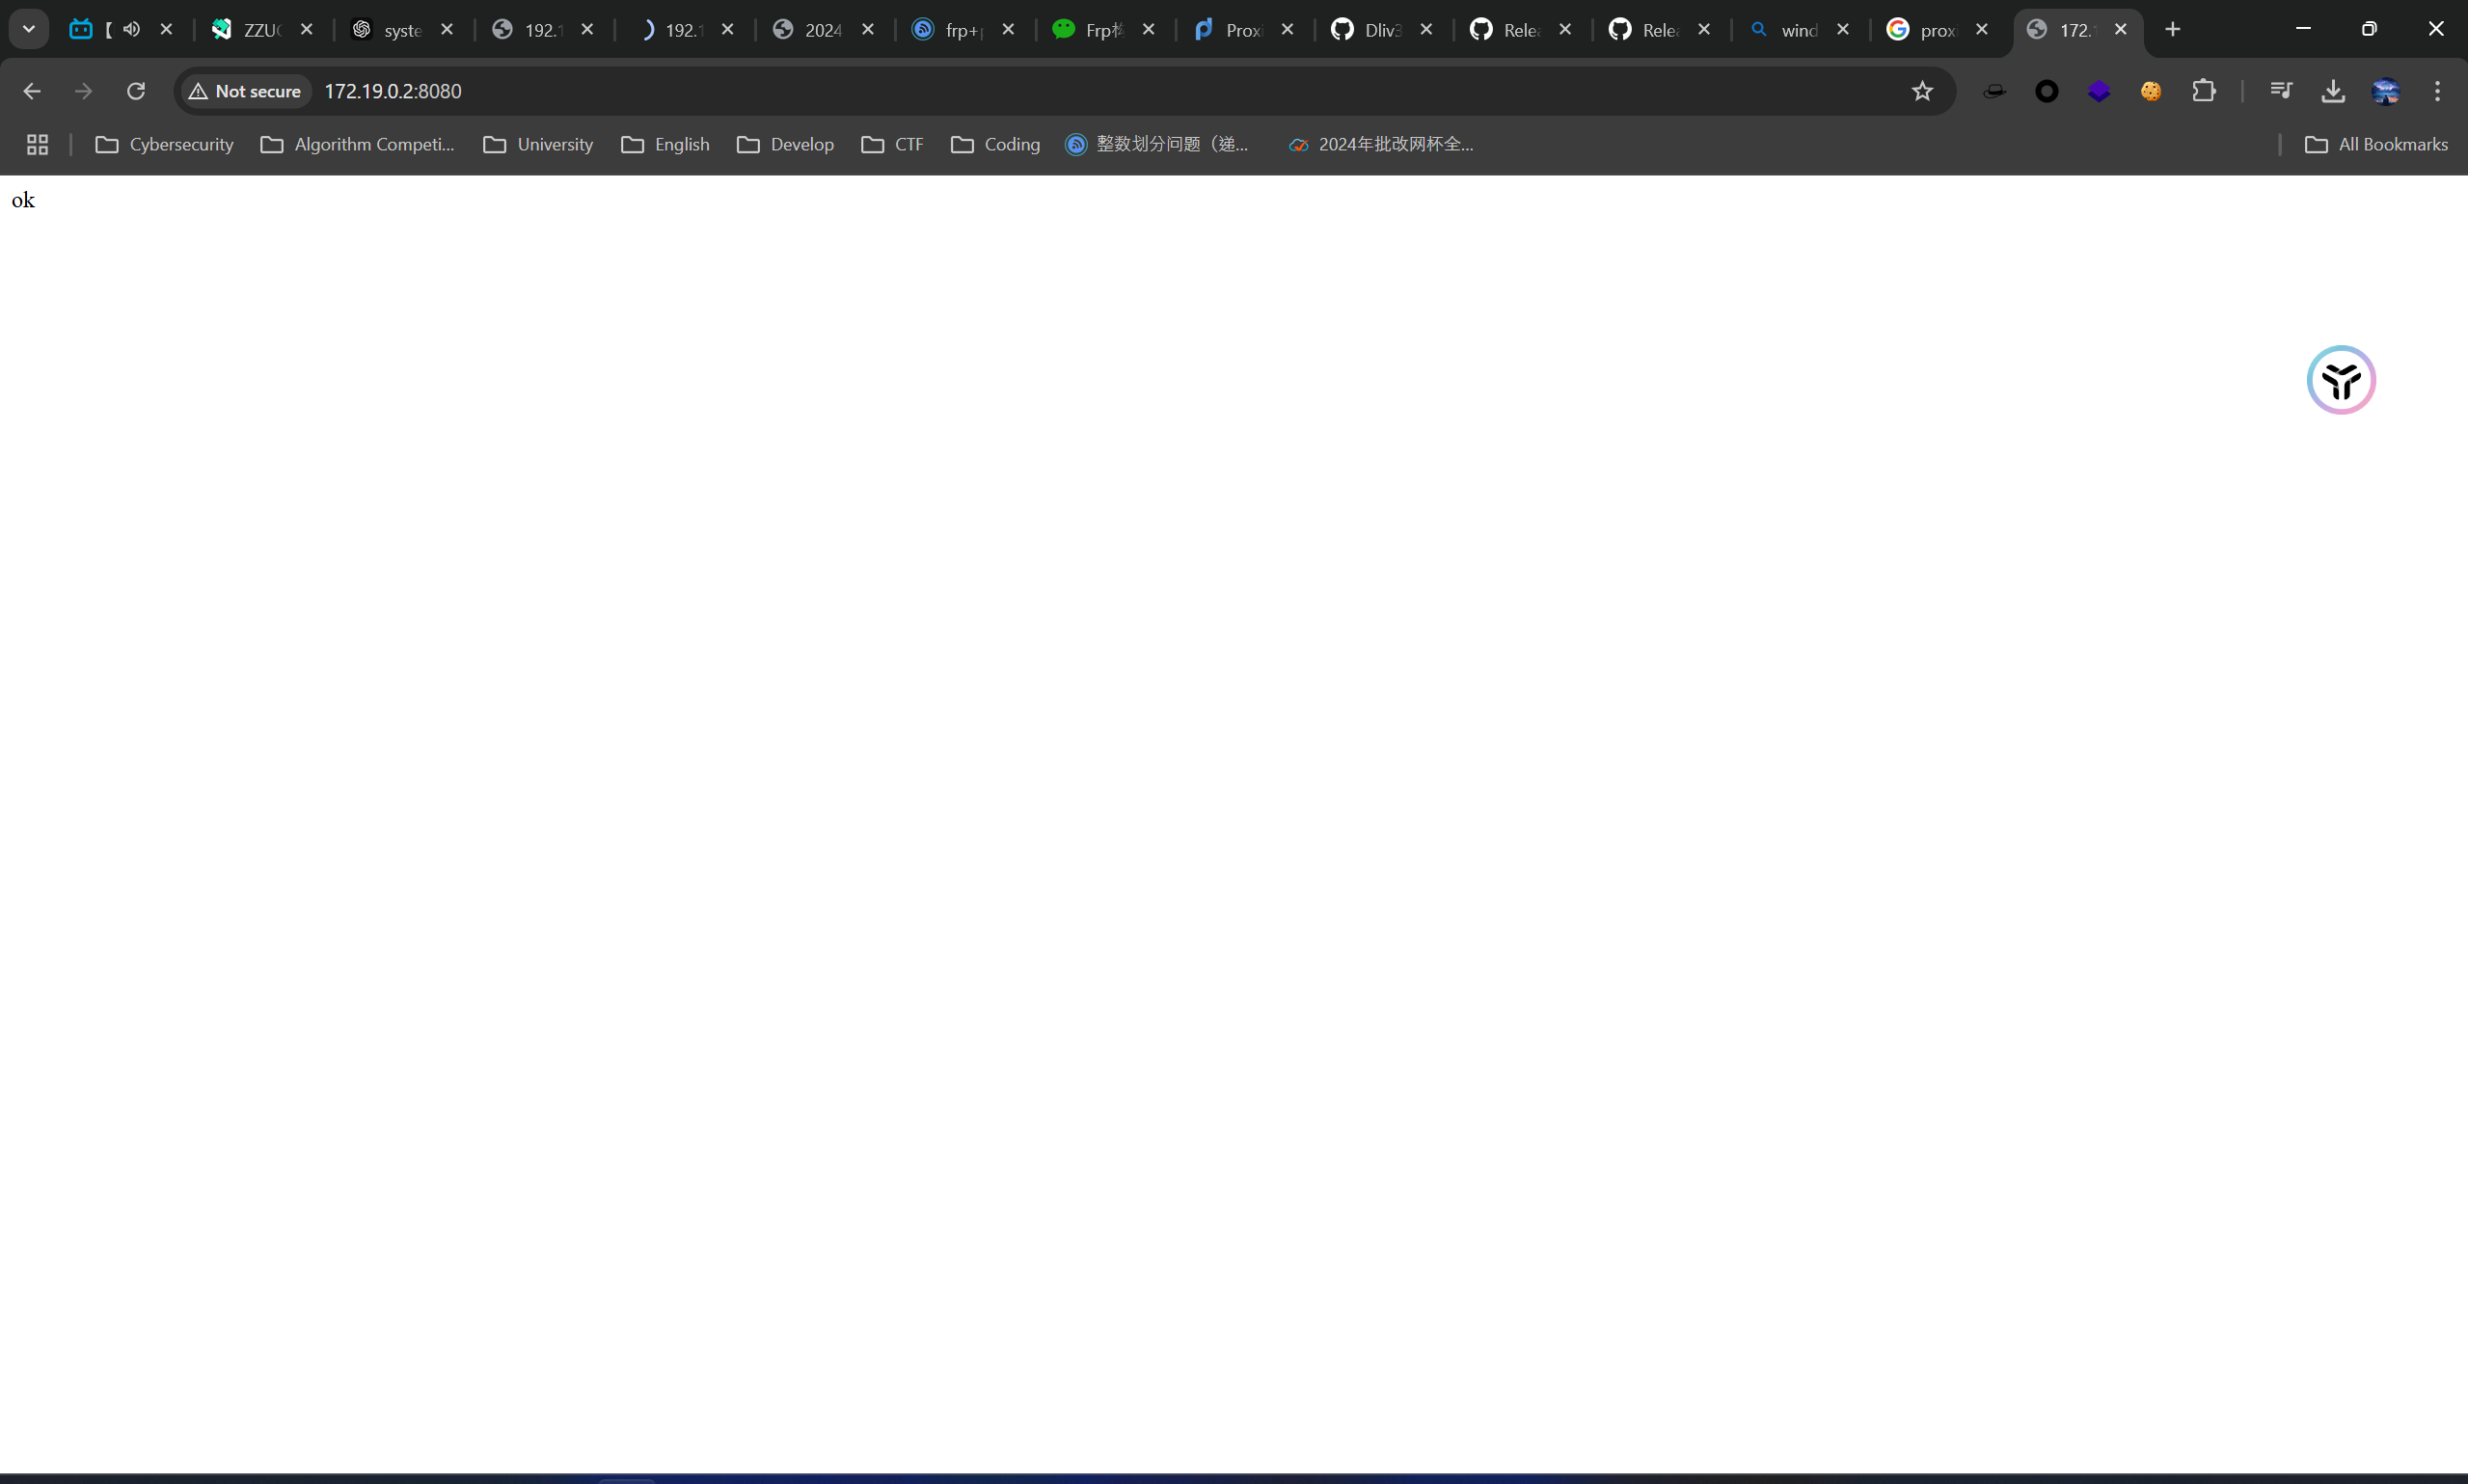 ZZU syste 192.1 192.1 2024 frp+ Frp Proxi Dliv3 Rele Rele wind prox 172.
Not secure 172.19.0.2:8080
Cybersecurity Algorithm Competi... University English Develop CTF Coding 整数划分问题（递... 2024年批改网杯全... All Bookmarks
ok